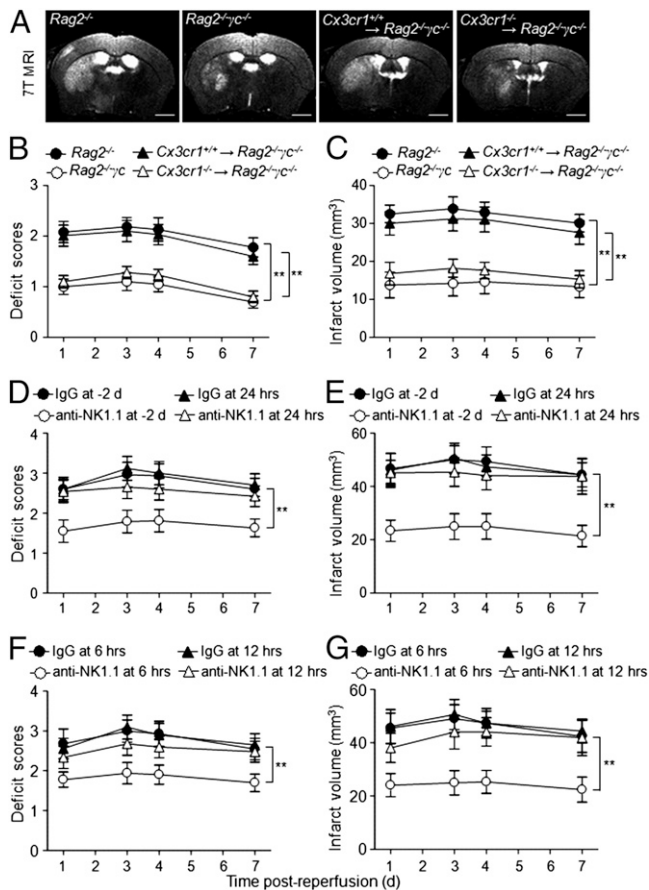 A
Rag2-/-
Rag2-/-γc-/-
Cx3cr1+/+
→ Rag2-/-γc-/-
Cx3cr1-/-
→ Rag2-/-γc-/-
7T MRI
B
● Rag2-/- ▲ Cx3cr1+/+ → Rag2-/-γc-/-
○ Rag2-/-γc △ Cx3cr1-/- → Rag2-/-γc-/-
Deficit scores
3
2
1
0
1 2 3 4 5 6 7
** **
C
● Rag2-/- ▲ Cx3cr1+/+ → Rag2-/-γc-/-
○ Rag2-/-γc △ Cx3cr1-/- → Rag2-/-γc-/-
Infarct volume (mm3)
40
30
20
10
0
1 2 3 4 5 6 7
** **
D
● IgG at -2 d ▲ IgG at 24 hrs
○ anti-NK1.1 at -2 d △ anti-NK1.1 at 24 hrs
Deficit scores
4
3
2
1
0
1 2 3 4 5 6 7
**
E
● IgG at -2 d ▲ IgG at 24 hrs
○ anti-NK1.1 at -2 d △ anti-NK1.1 at 24 hrs
Infarct volume (mm3)
60
40
20
0
1 2 3 4 5 6 7
**
F
● IgG at 6 hrs ▲ IgG at 12 hrs
○ anti-NK1.1 at 6 hrs △ anti-NK1.1 at 12 hrs
Deficit scores
4
3
2
1
0
1 2 3 4 5 6 7
**
G
● IgG at 6 hrs ▲ IgG at 12 hrs
○ anti-NK1.1 at 6 hrs △ anti-NK1.1 at 12 hrs
Infarct volume (mm3)
60
40
20
0
1 2 3 4 5 6 7
**
Time post-reperfusion (d)